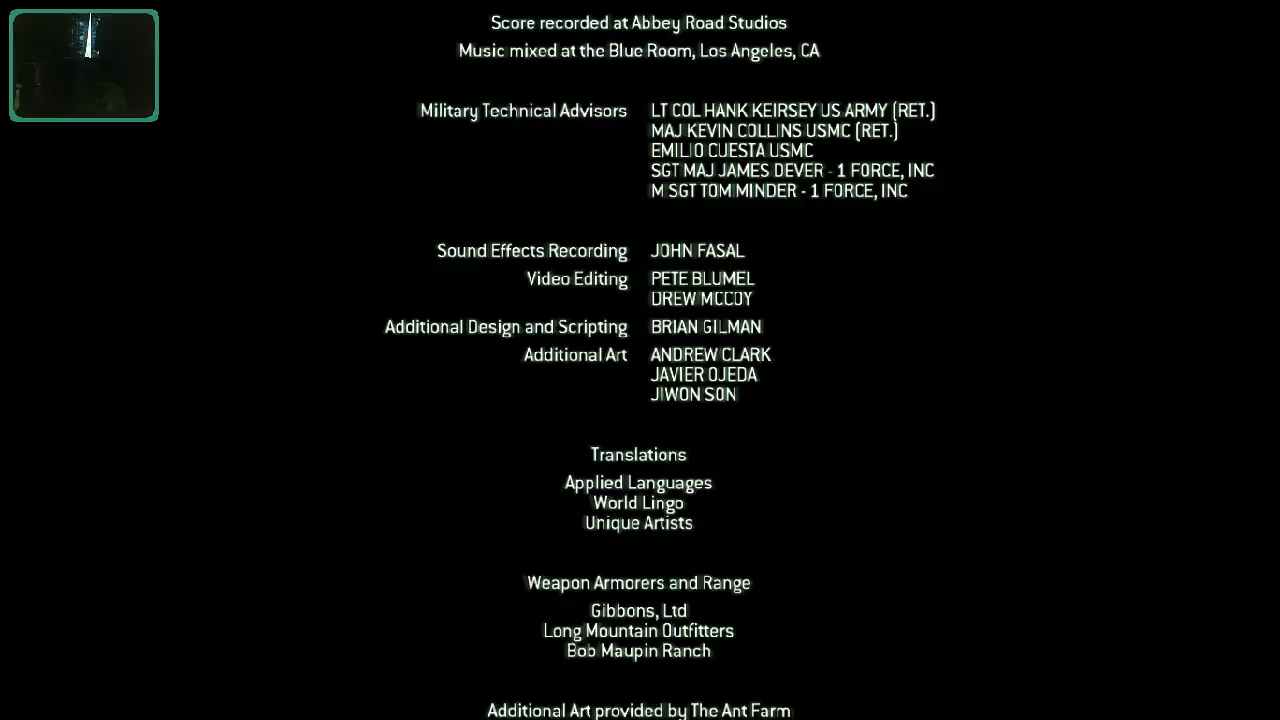 Score recorded at Abbey Road Studios
Music mixed at the Blue Room, Los Angeles, CA
Military Technical Advisors LT COL HANK KEIRSEY US ARMY (RET.)
MAJ KEVIN COLLINS USMC (RET.)
EMILIO CUESTA USMC
SGT MAJ JAMES DEVER - 1 FORCE, INC
M SGT TOM MINDER - 1 FORCE, INC
Sound Effects Recording JOHN FASAL
Video Editing PETE BLUMEL
DREW MCCOY
Additional Design and Scripting BRIAN GILMAN
Additional Art ANDREW CLARK
JAVIER OJEDA
JIWON SON
Translations
Applied Languages
World Lingo
Unique Artists
Weapon Armorers and Range
Gibbons, Ltd
Long Mountain Outfitters
Bob Maupin Ranch
Additional Art provided by The Ant Farm